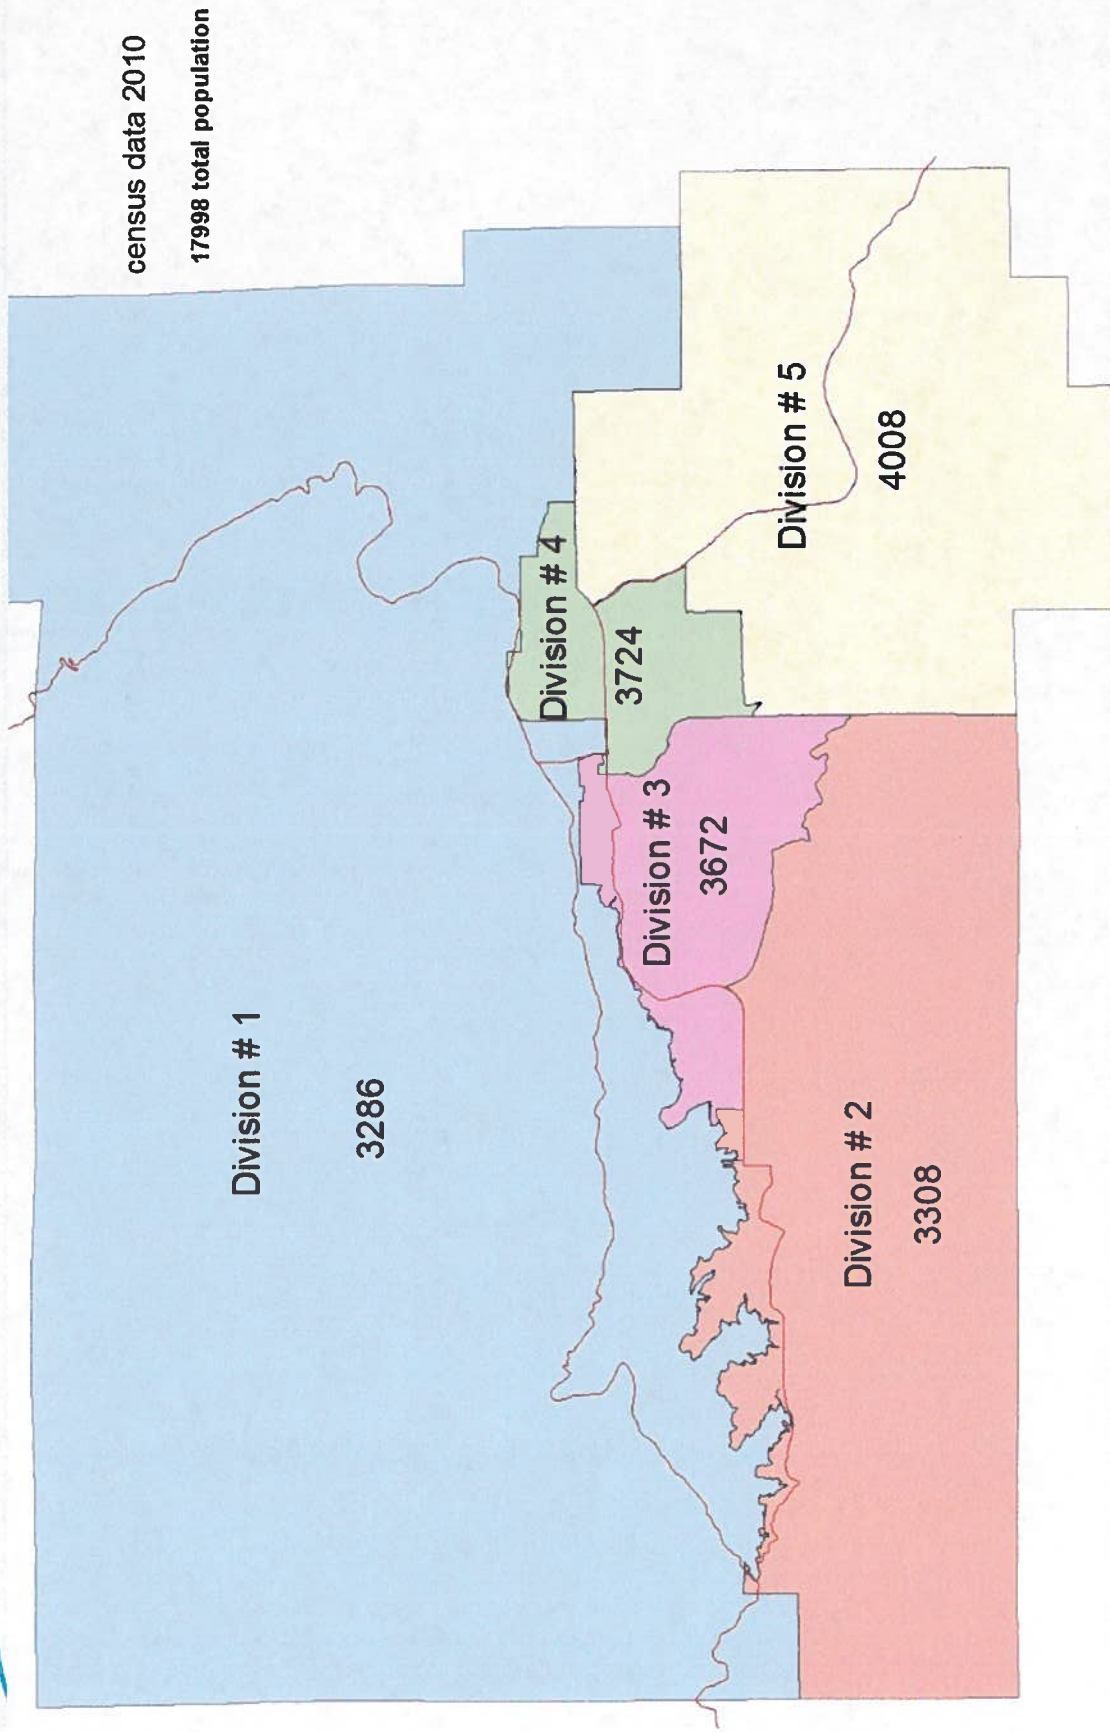 census data 2010
17998 total population
Division # 1
3286
Division # 4
3724
Division # 3
3672
Division # 5
4008
Division # 2
3308